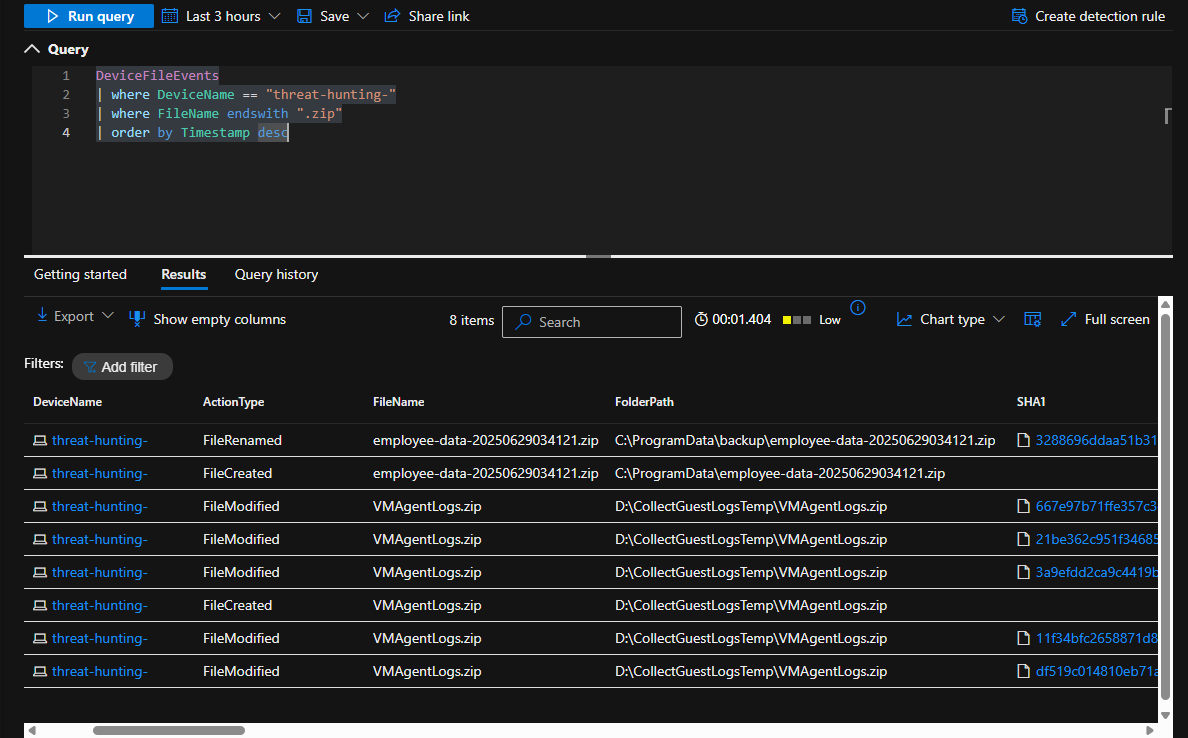 Run query Last 3 hours Save Share link Create detection rule
Query
1 DeviceFileEvents
2 | where DeviceName == "threat-hunting-"
3 | where FileName endswith ".zip"
4 | order by Timestamp desc
Getting started Results Query history
Export Show empty columns 8 items Search 00:01.404 Low Chart type Full screen
Filters: Add filter
DeviceName ActionType FileName FolderPath SHA1
threat-hunting- FileRenamed employee-data-20250629034121.zip C:\ProgramData\backup\employee-data-20250629034121.zip 3288696ddaa51b31
threat-hunting- FileCreated employee-data-20250629034121.zip C:\ProgramData\employee-data-20250629034121.zip
threat-hunting- FileModified VMAgentLogs.zip D:\CollectGuestLogsTemp\VMAgentLogs.zip 667e97b71ffe357c3
threat-hunting- FileModified VMAgentLogs.zip D:\CollectGuestLogsTemp\VMAgentLogs.zip 21be362c951f34685
threat-hunting- FileModified VMAgentLogs.zip D:\CollectGuestLogsTemp\VMAgentLogs.zip 3a9efdd2ca9c4419b
threat-hunting- FileCreated VMAgentLogs.zip D:\CollectGuestLogsTemp\VMAgentLogs.zip
threat-hunting- FileModified VMAgentLogs.zip D:\CollectGuestLogsTemp\VMAgentLogs.zip 11f34bfc2658871d8
threat-hunting- FileModified VMAgentLogs.zip D:\CollectGuestLogsTemp\VMAgentLogs.zip df519c014810eb71a